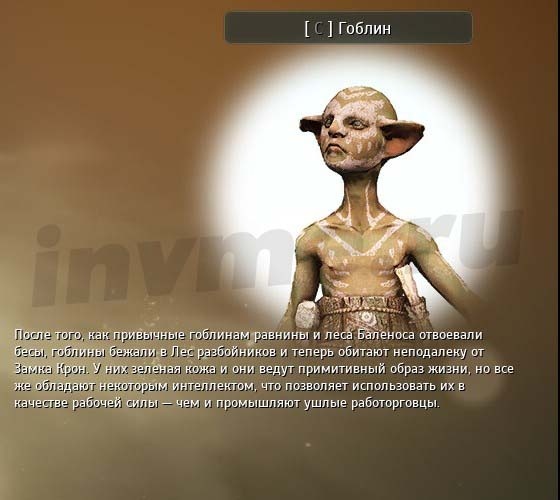 [ С ] Гоблин
После того, как привычные гоблинам равнины и леса Баленоса отвоевали
бесы, гоблины бежали в Лес разбойников и теперь обитают неподалеку от
Замка Крон. У них зеленая кожа и они ведут примитивный образ жизни, но все
же обладают некоторым интеллектом, что позволяет использовать их в
качестве рабочей силы — чем и промышляют ушлые работорговцы.